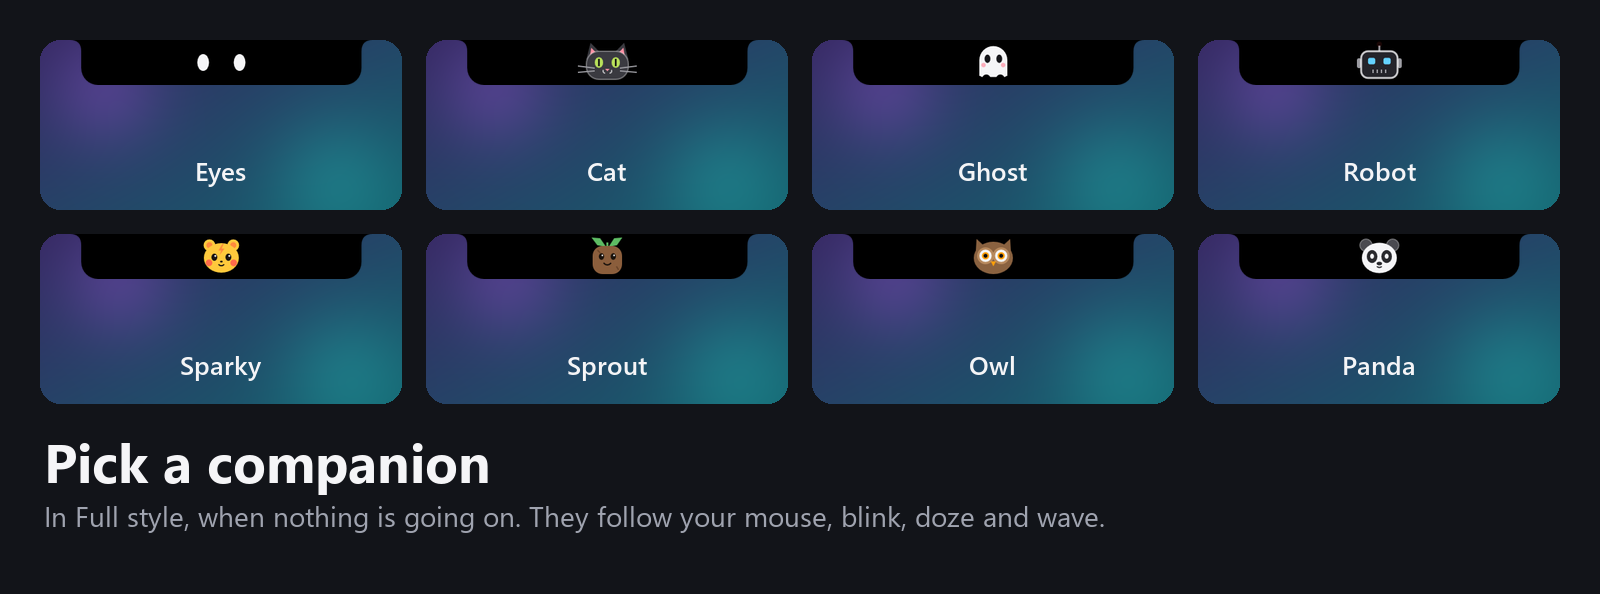 Eyes
Cat
Ghost
Robot
Sparky
Sprout
Owl
Panda
Pick a companion
In Full style, when nothing is going on. They follow your mouse, blink, doze and wave.